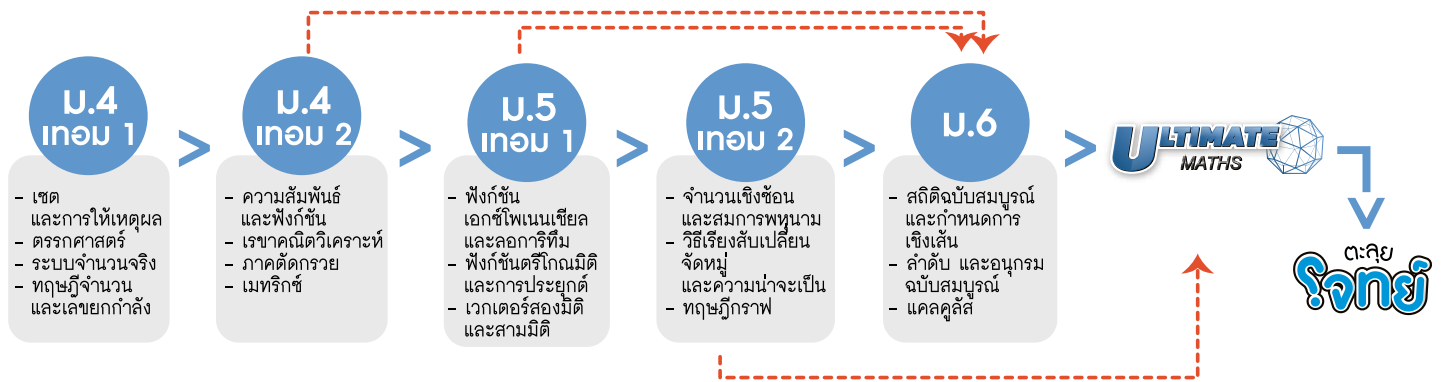 ม.4
เทอม 1
- เซต
และการให้เหตุผล
- ตรรกศาสตร์
- ระบบจำนวนจริง
- ทฤษฎีจำนวน
และเลขยกกำลัง
>
ม.4
เทอม 2
- ความสัมพันธ์
และฟังก์ชัน
- เรขาคณิตวิเคราะห์
- ภาคตัดกรวย
- เมทริกซ์
>
ม.5
เทอม 1
- ฟังก์ชัน
เอกซ์โพเนนเชียล
และลอการิทึม
- ฟังก์ชันตรีโกณมิติ
และการประยุกต์
- เวกเตอร์สองมิติ
และสามมิติ
>
ม.5
เทอม 2
- จำนวนเชิงซ้อน
และสมการพหุนาม
- วิธีเรียงสับเปลี่ยน
จัดหมู่
และความน่าจะเป็น
- ทฤษฎีกราฟ
>
ม.6
- สถิติฉบับสมบูรณ์
และกำหนดการ
เชิงเส้น
- ลำดับ และอนุกรม
ฉบับสมบูรณ์
- แคลคูลัส
>
ULTIMATE
MATHS
ตะลุย
โจทย์